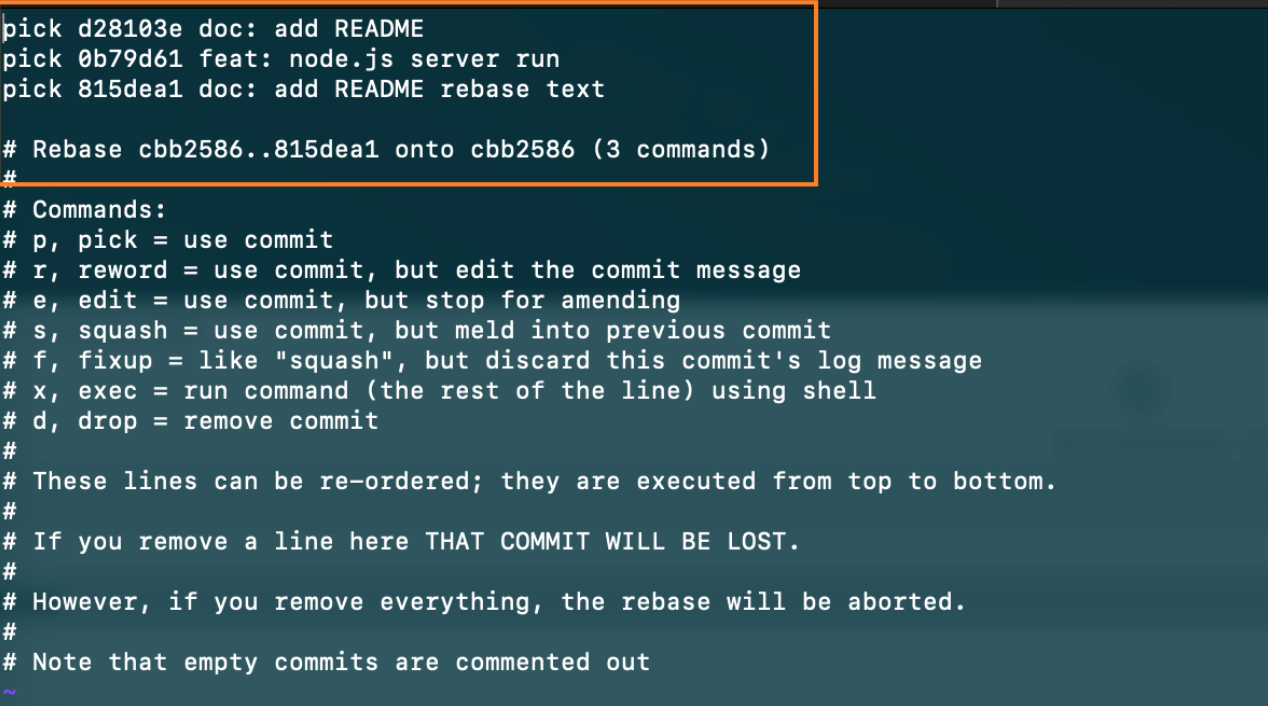 pick d28103e doc: add README
pick 0b79d61 feat: node.js server run
pick 815dea1 doc: add README rebase text
# Rebase cbb2586..815dea1 onto cbb2586 (3 commands)
#
# Commands:
# p, pick = use commit
# r, reword = use commit, but edit the commit message
# e, edit = use commit, but stop for amending
# s, squash = use commit, but meld into previous commit
# f, fixup = like "squash", but discard this commit's log message
# x, exec = run command (the rest of the line) using shell
# d, drop = remove commit
#
# These lines can be re-ordered; they are executed from top to bottom.
#
# If you remove a line here THAT COMMIT WILL BE LOST.
#
# However, if you remove everything, the rebase will be aborted.
#
# Note that empty commits are commented out
~